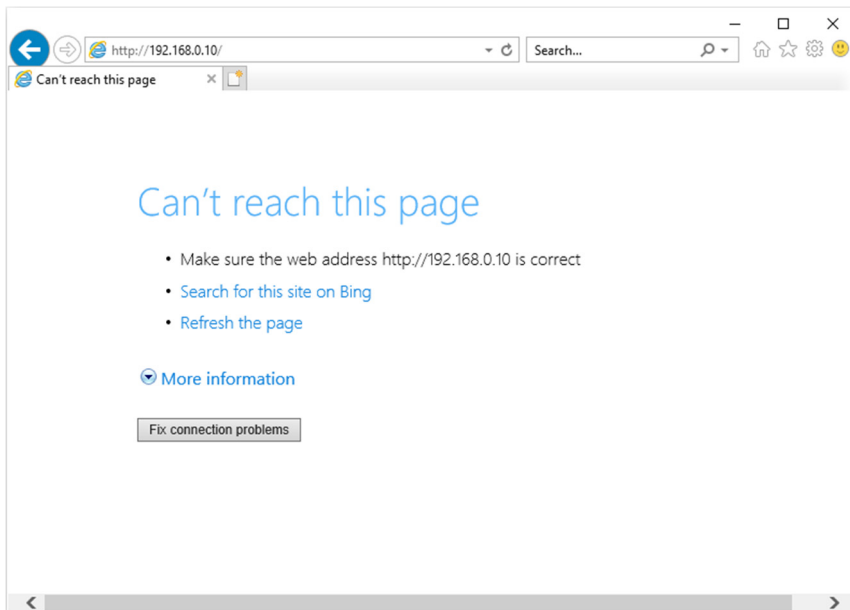 http://192.168.0.10/
Search...
Can't reach this page
Can't reach this page
• Make sure the web address http://192.168.0.10 is correct
• Search for this site on Bing
• Refresh the page
More information
Fix connection problems